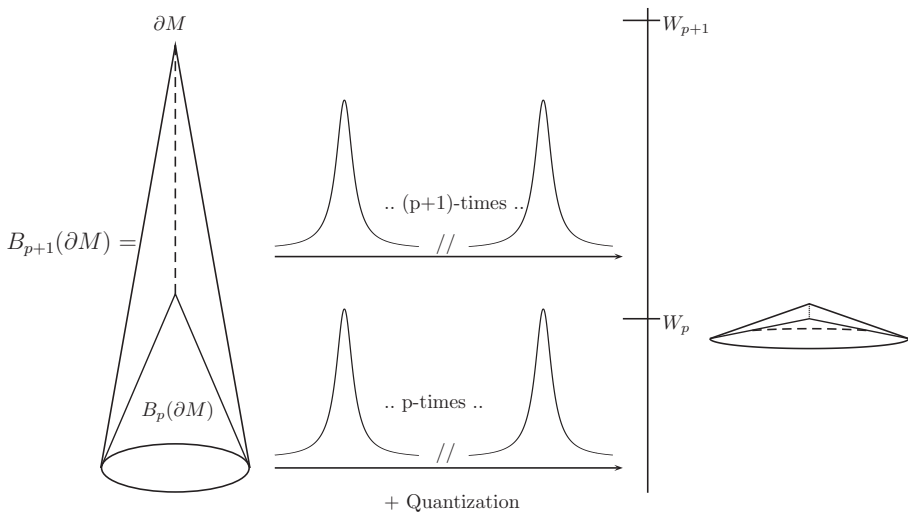 ∂M
W_{p+1}
.. (p+1)-times ..
B_{p+1}(∂M) =
//
W_p
B_p(∂M)
.. p-times ..
//
+ Quantization